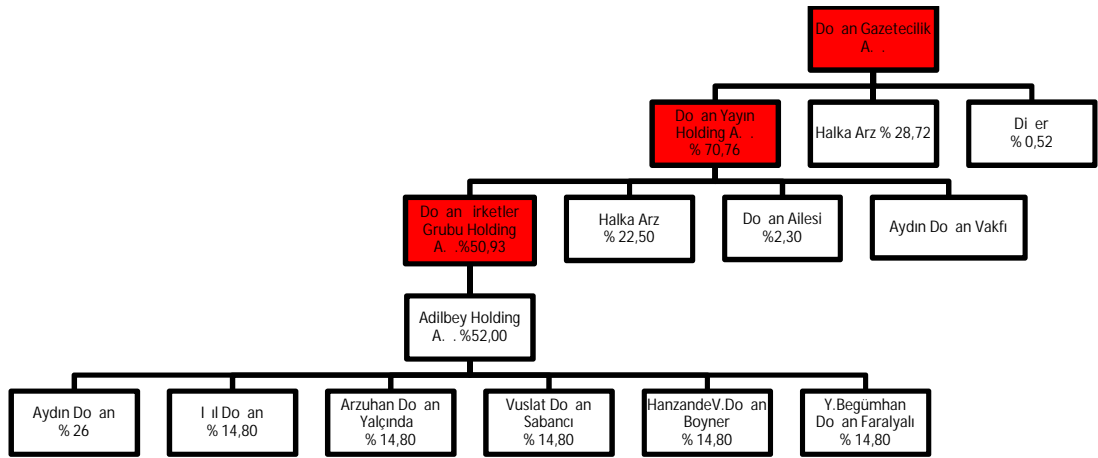 Do an Gazetecilik
A. .
Do an Yayın
Holding A. .
% 70,76
Halka Arz % 28,72
Di er
% 0,52
Do an irketler
Grubu Holding
A. .%50,93
Halka Arz
% 22,50
Do an Ailesi
%2,30
Aydın Do an Vakfı
Adilbey Holding
A. . %52,00
Aydın Do an
% 26
I ıl Do an
% 14,80
Arzuhan Do an
Yalçında
% 14,80
Vuslat Do an
Sabancı
% 14,80
HanzandeV.Do an
Boyner
% 14,80
Y.Begümhan
Do an Faralyalı
% 14,80